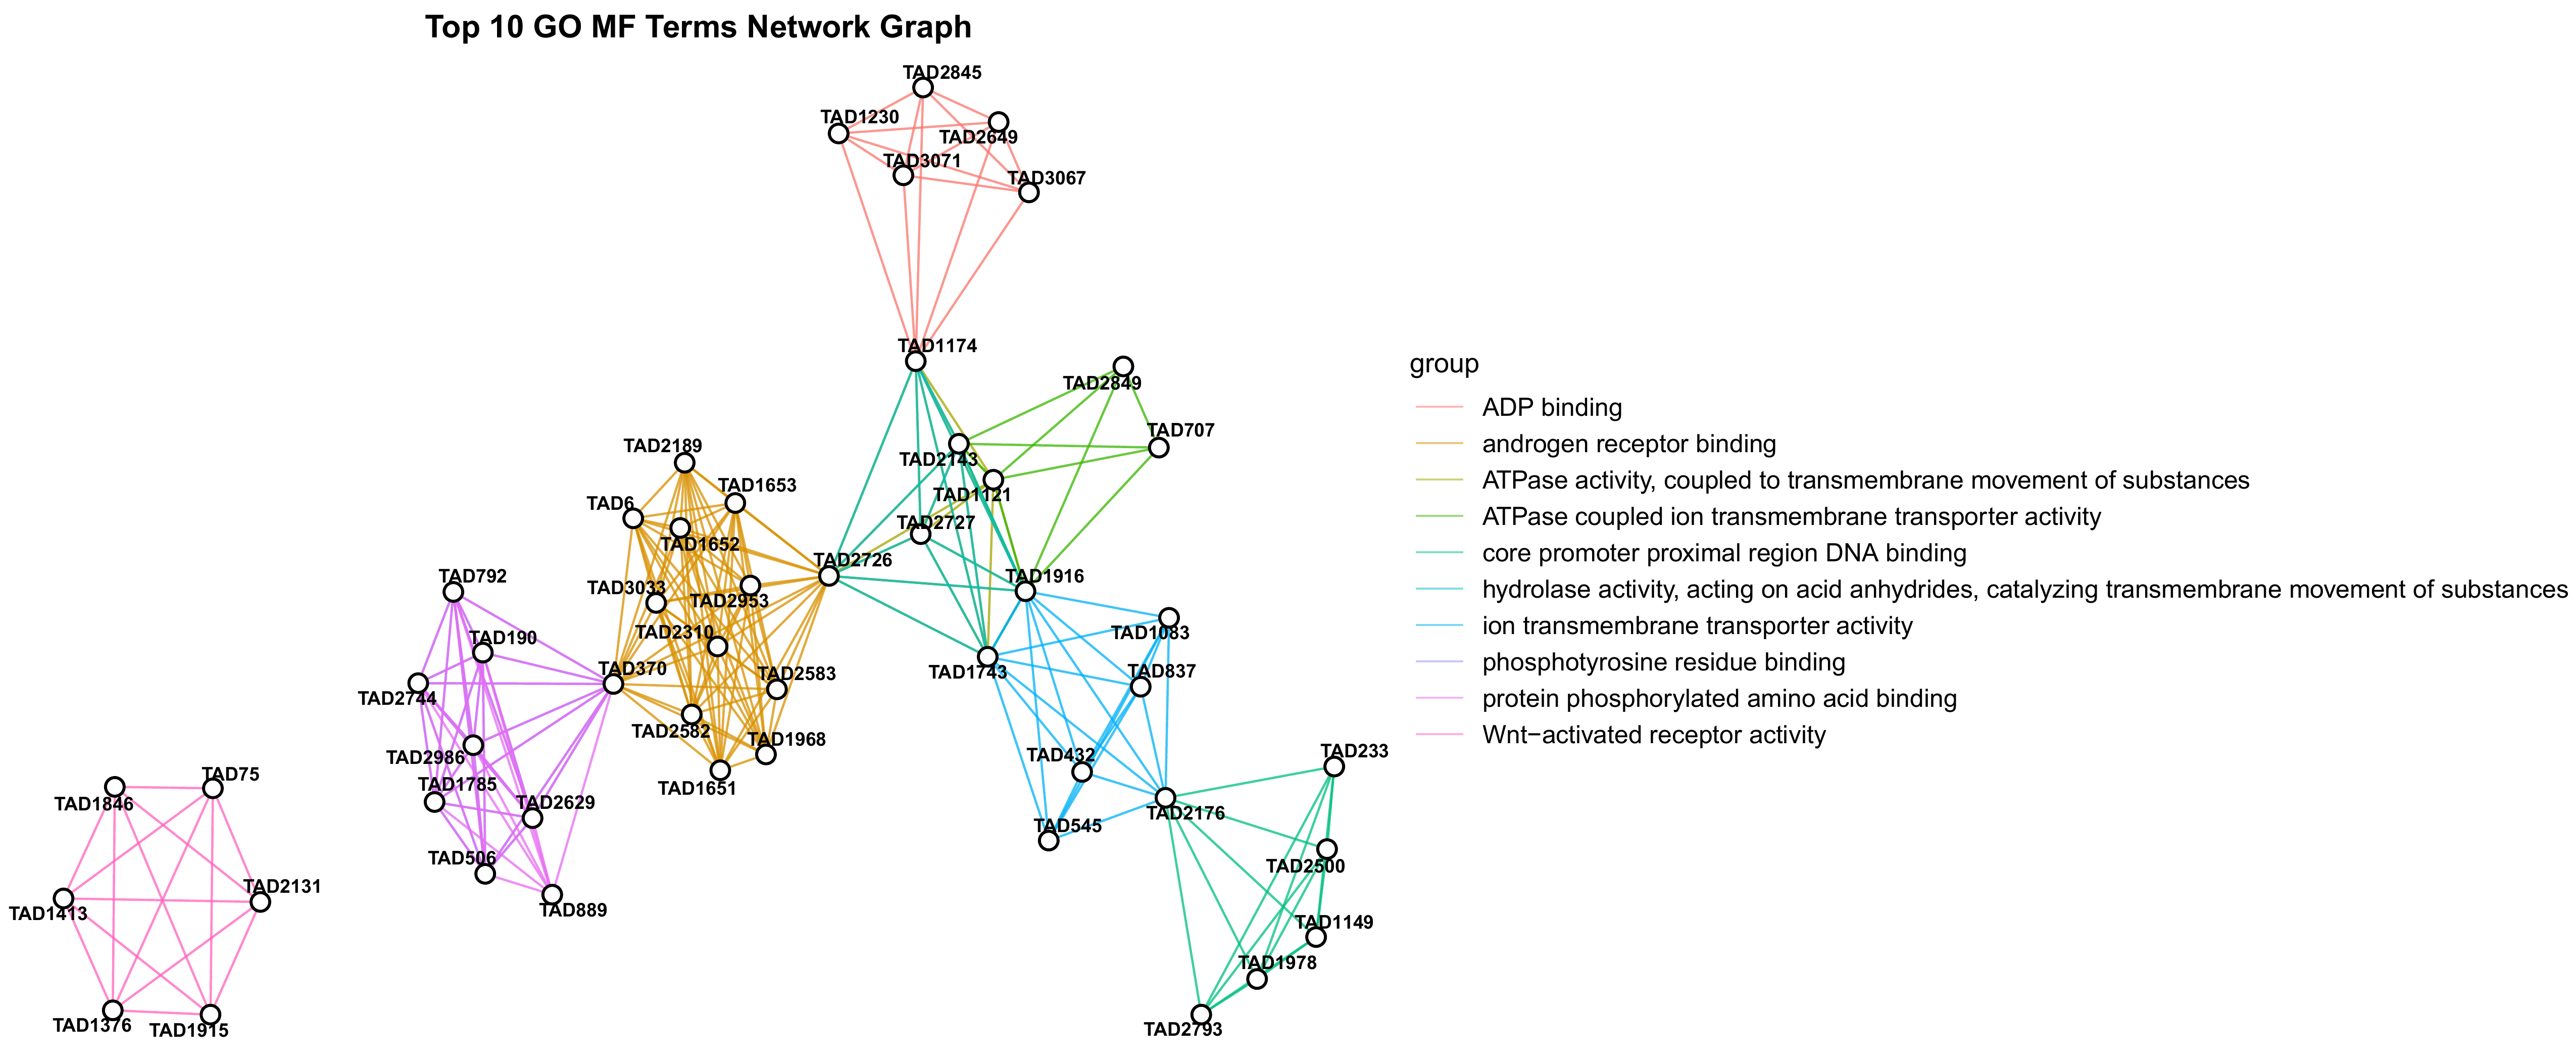 Top 10 GO MF Terms Network Graph
TAD2845
TAD1230
TAD2649
TAD3071
TAD3067
TAD1174
TAD2849
TAD707
TAD2143
TAD1121
TAD2727
TAD2189
TAD1653
TAD6
TAD1652
TAD2726
TAD1916
TAD3033
TAD2953
TAD792
TAD190
TAD2310
TAD370
TAD2583
TAD1743
TAD1083
TAD837
TAD2744
TAD2582
TAD1968
TAD2986
TAD1785
TAD1651
TAD2629
TAD432
TAD233
TAD2176
TAD545
TAD75
TAD1846
TAD506
TAD2500
TAD2131
TAD1413
TAD889
TAD1149
TAD1978
TAD1376
TAD1915
TAD2793
group
ADP binding
androgen receptor binding
ATPase activity, coupled to transmembrane movement of substances
ATPase coupled ion transmembrane transporter activity
core promoter proximal region DNA binding
hydrolase activity, acting on acid anhydrides, catalyzing transmembrane movement of substances
ion transmembrane transporter activity
phosphotyrosine residue binding
protein phosphorylated amino acid binding
Wnt−activated receptor activity